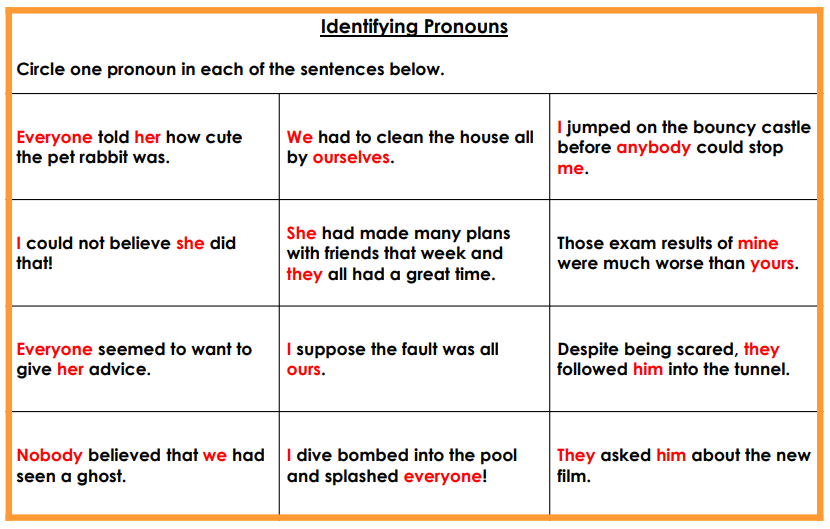 Identifying Pronouns
Circle one pronoun in each of the sentences below.
Everyone told her how cute
the pet rabbit was.
We had to clean the house all
by ourselves.
I jumped on the bouncy castle
before anybody could stop
me.
I could not believe she did
that!
She had made many plans
with friends that week and
they all had a great time.
Those exam results of mine
were much worse than yours.
Everyone seemed to want to
give her advice.
I suppose the fault was all
ours.
Despite being scared, they
followed him into the tunnel.
Nobody believed that we had
seen a ghost.
I dive bombed into the pool
and splashed everyone!
They asked him about the new
film.